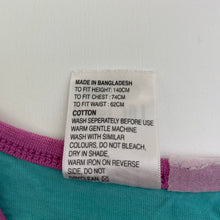 MADE IN BANGLADESH
TO FIT HEIGHT: 140CM
TO FIT CHEST : 74CM
TO FIT WAIST : 62CM
COTTON
WASH SEPERATELY BEFORE USE
WARM GENTLE MACHINE
WASH WITH SIMILAR
COLOURS, DO NOT BLEACH,
DRY IN SHADE,
WARM IRON ON REVERSE
SIDE, DO NOT
DRYCLEAN